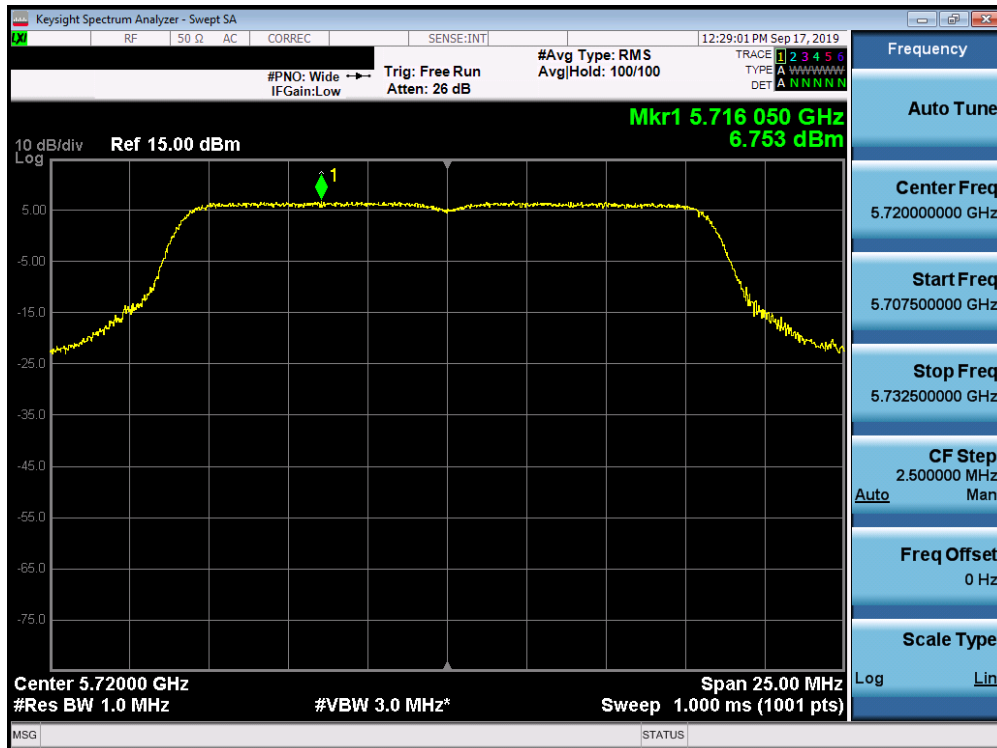 Keysight Spectrum Analyzer - Swept SA
LXI RF 50 Ω AC CORREC SENSE:INT 12:29:01 PM Sep 17, 2019
#PNO: Wide
IFGain:Low
Trig: Free Run
Atten: 26 dB
#Avg Type: RMS
Avg|Hold: 100/100
TRACE 1 2 3 4 5 6
TYPE A WWWWW
DET A N N N N N
Mkr1 5.716 050 GHz
6.753 dBm
10 dB/div Ref 15.00 dBm
Log
1
5.00
-5.00
-15.0
-25.0
-35.0
-45.0
-55.0
-65.0
-75.0
Center 5.72000 GHz Span 25.00 MHz
#Res BW 1.0 MHz #VBW 3.0 MHz* Sweep 1.000 ms (1001 pts)
MSG STATUS
Frequency
Auto Tune
Center Freq
5.720000000 GHz
Start Freq
5.707500000 GHz
Stop Freq
5.732500000 GHz
CF Step
2.500000 MHz
Auto Man
Freq Offset
0 Hz
Scale Type
Log Lin